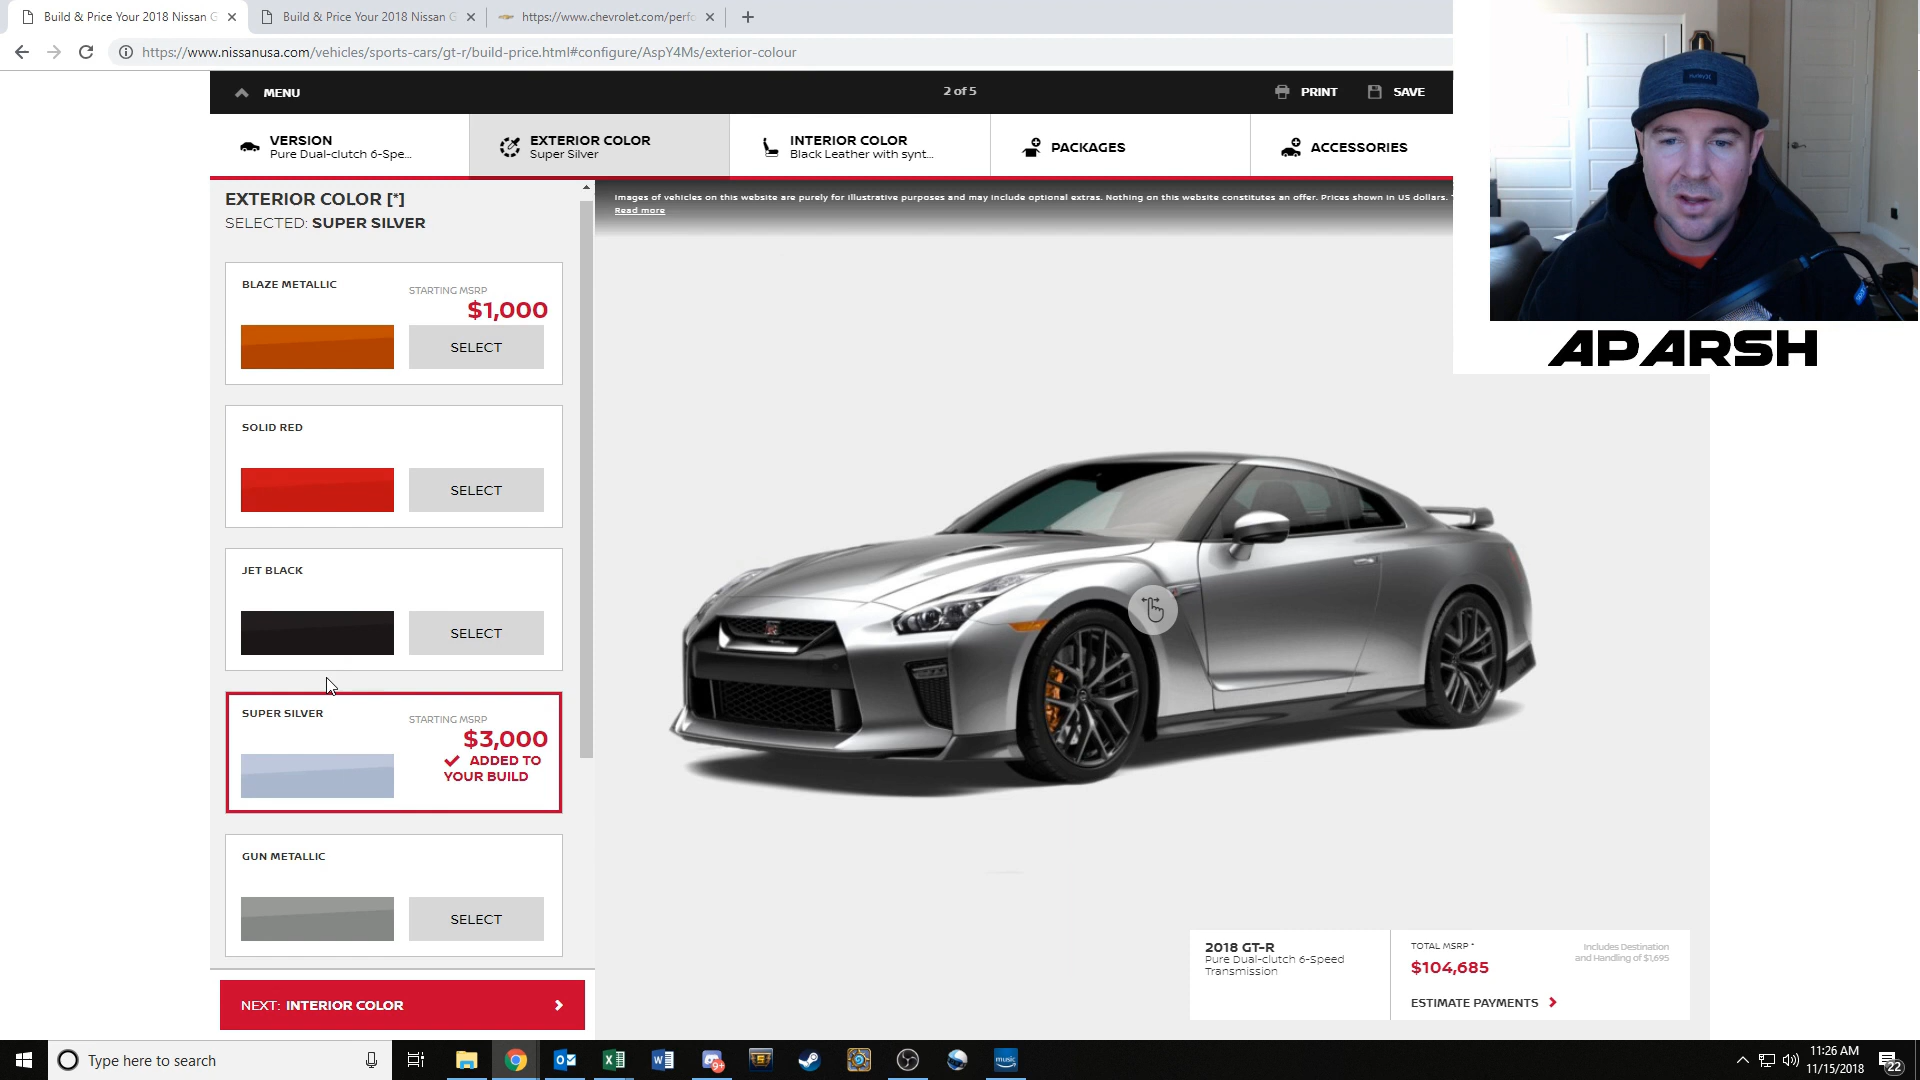 Build & Price Your 2018 Nissan G
Build & Price Your 2018 Nissan G
https://www.chevrolet.com/perfo
https://www.nissanusa.com/vehicles/sports-cars/gt-r/build-price.html#configure/AspY4Ms/exterior-colour
MENU
2 of 5
PRINT
SAVE
VERSION
Pure Dual-clutch 6-Spe...
EXTERIOR COLOR
Super Silver
INTERIOR COLOR
Black Leather with synt...
PACKAGES
ACCESSORIES
EXTERIOR COLOR [*]
SELECTED: SUPER SILVER
Images of vehicles on this website are purely for illustrative purposes and may include optional extras. Nothing on this website constitutes an offer. Prices shown in US dollars.
Read more
BLAZE METALLIC
STARTING MSRP
$1,000
SELECT
SOLID RED
SELECT
JET BLACK
SELECT
SUPER SILVER
STARTING MSRP
$3,000
ADDED TO
YOUR BUILD
GUN METALLIC
SELECT
NEXT: INTERIOR COLOR
APARSH
2018 GT-R
Pure Dual-clutch 6-Speed
Transmission
TOTAL MSRP *
$104,685
Includes Destination
and Handling of $1,695
ESTIMATE PAYMENTS
Type here to search
9+
music
11:26 AM
11/15/2018
22